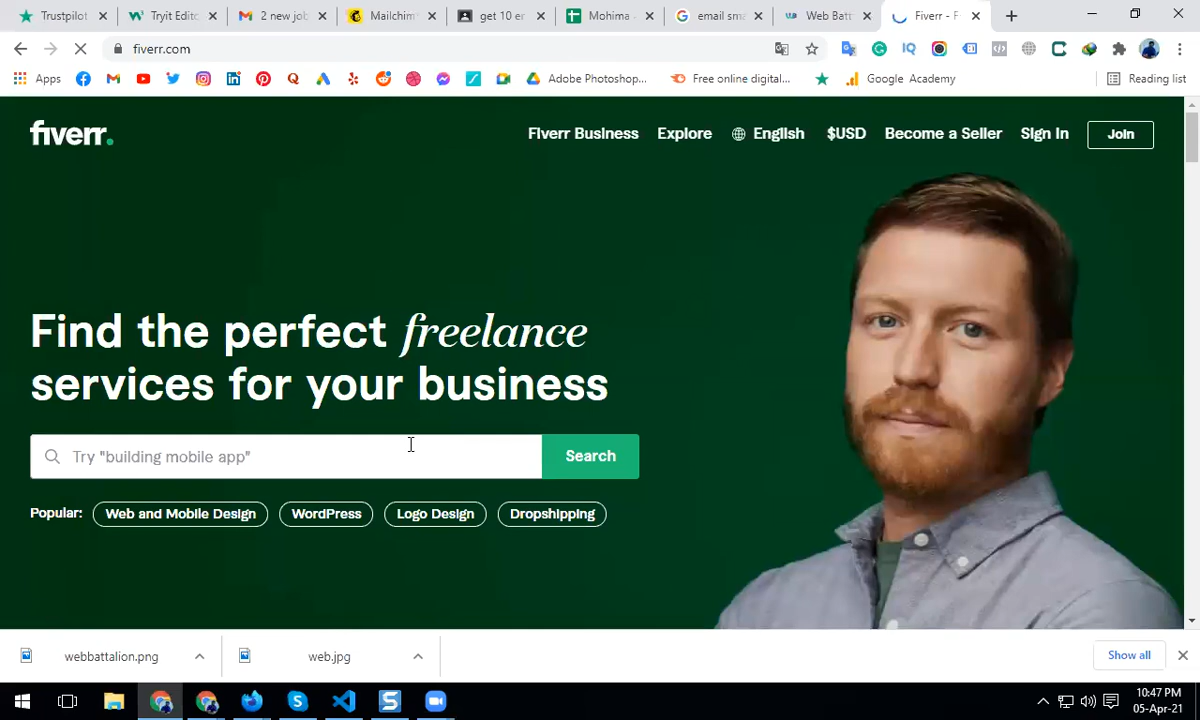 Trustpilot
Tryit Edito
2 new job
Mailchim
get 10 er
Mohima
email sma
Web Batt
Fiverr - F
fiverr.com
Apps
Adobe Photoshop...
Free online digital...
Google Academy
Reading list
fiverr.
Fiverr Business
Explore
English
$USD
Become a Seller
Sign In
Join
Find the perfect freelance
services for your business
Try "building mobile app"
Search
Popular:
Web and Mobile Design
WordPress
Logo Design
Dropshipping
webbattalion.png
web.jpg
Show all
10:47 PM
05-Apr-21